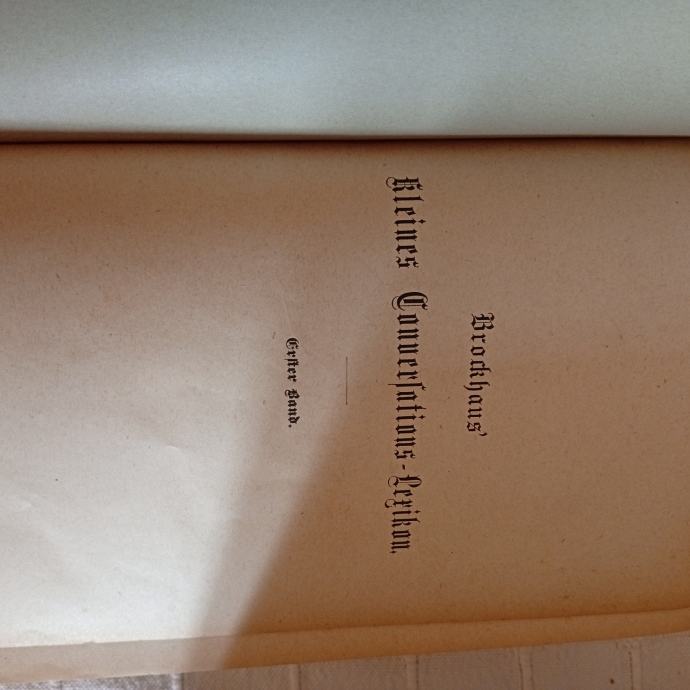 Brockhaus'
Kleines Conversations-Lexikon.
Erster Band.